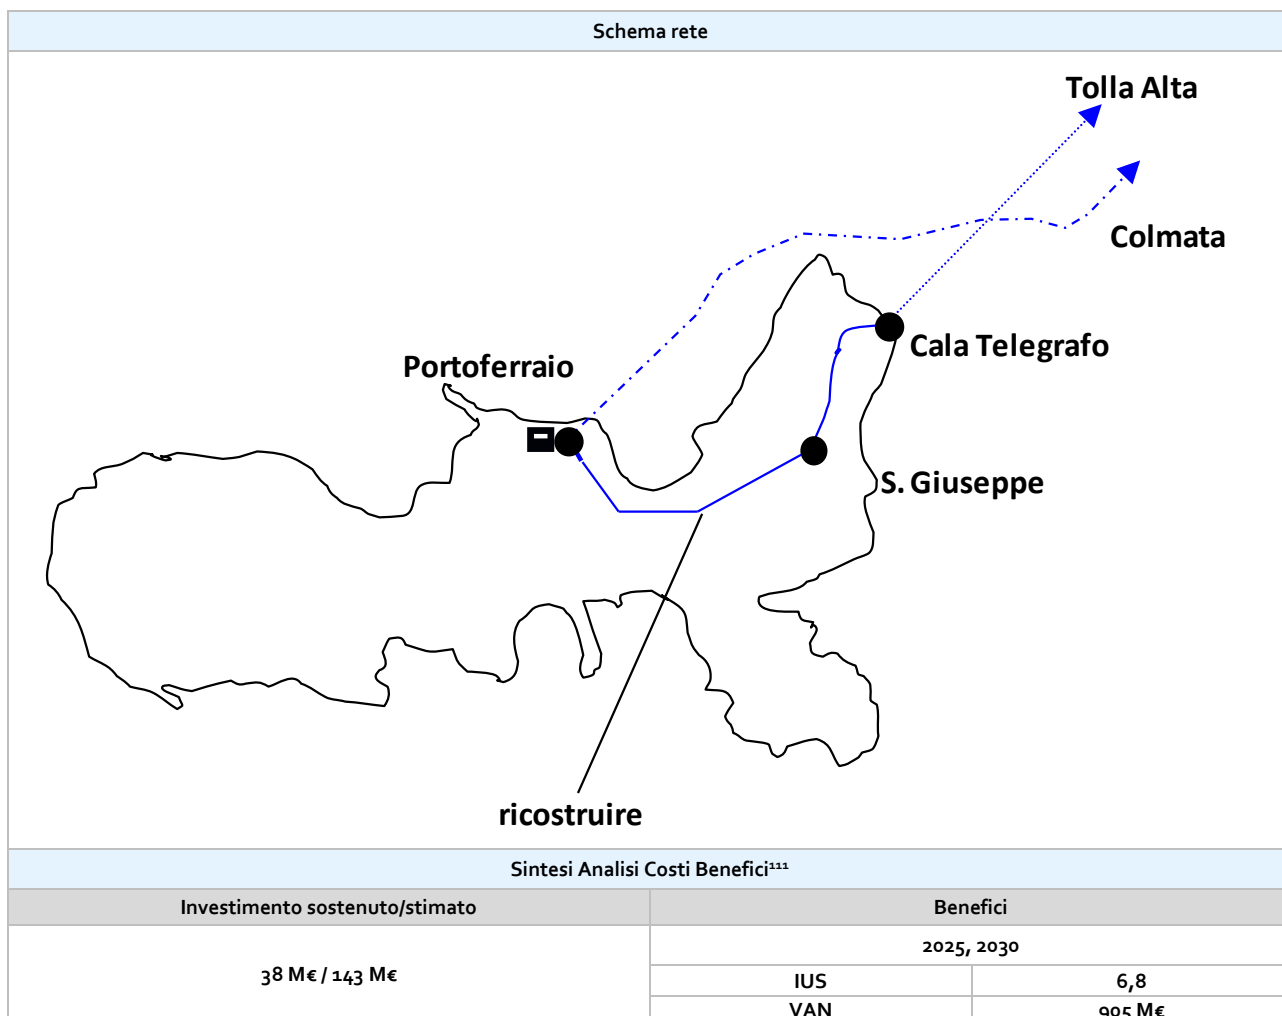 Schema rete
Tolla Alta
Colmata
Cala Telegrafo
Portoferraio
S. Giuseppe
ricostruire
Sintesi Analisi Costi Benefici¹¹¹
Investimento sostenuto/stimato
Benefici
38 M€ / 143 M€
2025, 2030
IUS
6,8
VAN
905 M€